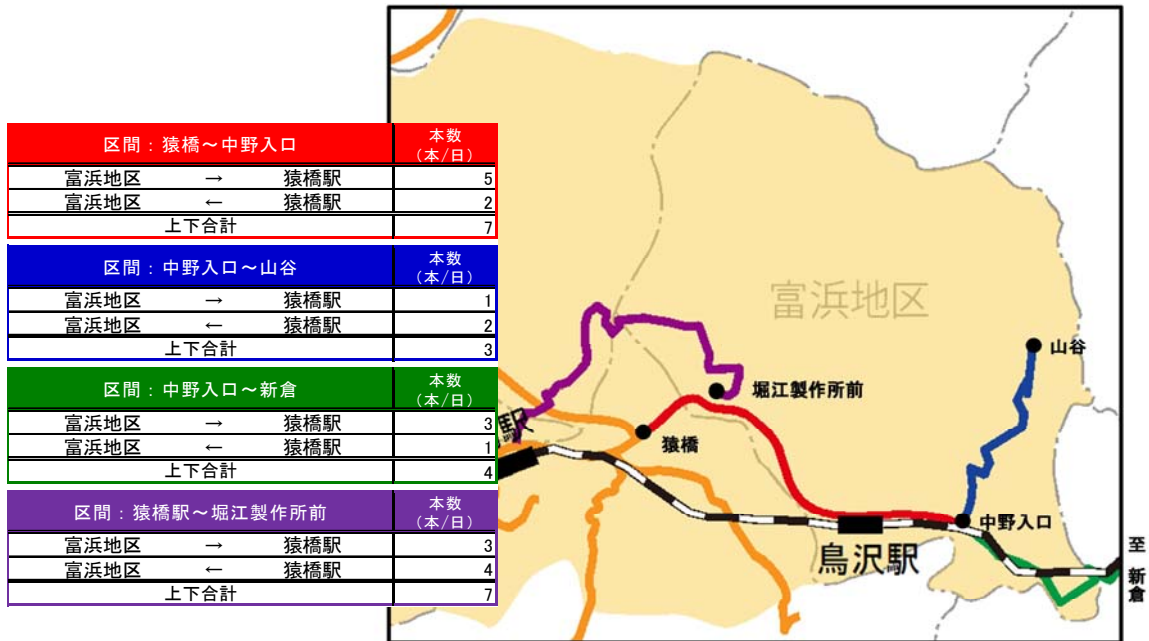 区間：猿橋～中野入口 本数（本/日）
富浜地区 → 猿橋駅 5
富浜地区 ← 猿橋駅 2
上下合計 7
区間：中野入口～山谷 本数（本/日）
富浜地区 → 猿橋駅 1
富浜地区 ← 猿橋駅 2
上下合計 3
区間：中野入口～新倉 本数（本/日）
富浜地区 → 猿橋駅 3
富浜地区 ← 猿橋駅 1
上下合計 4
区間：猿橋駅～堀江製作所前 本数（本/日）
富浜地区 → 猿橋駅 3
富浜地区 ← 猿橋駅 4
上下合計 7
富浜地区
山谷
堀江製作所前
駅
猿橋
中野入口
鳥沢駅
至新倉